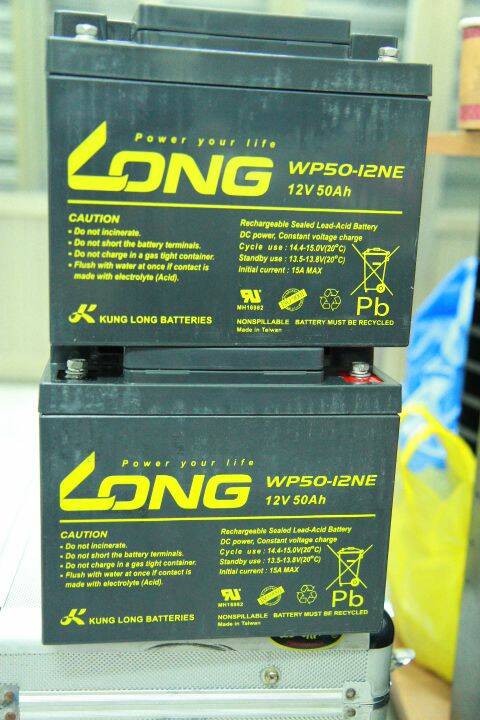 Power your life
LONG
WP50-12NE
12V 50Ah
CAUTION
• Do not incinerate.
• Do not short the battery terminals.
• Do not charge in a gas tight container.
• Flush with water at once if contact is
made with electrolyte (Acid).
Rechargeable Sealed Lead-Acid Battery
DC power, Constant voltage charge
Cycle use : 14.4-15.0V(20°C)
Standby use : 13.5-13.8V(20°C)
Initial current : 15A MAX
Pb
KUNG LONG BATTERIES
MH16982
NONSPILLABLE BATTERY MUST BE RECYCLED
Made in Taiwan
Power your life
LONG
WP50-12NE
12V 50Ah
CAUTION
• Do not incinerate.
• Do not short the battery terminals.
• Do not charge in a gas tight container.
• Flush with water at once if contact is
made with electrolyte (Acid).
Rechargeable Sealed Lead-Acid Battery
DC power, Constant voltage charge
Cycle use : 14.4-15.0V(20°C)
Standby use : 13.5-13.8V(20°C)
Initial current : 15A MAX
Pb
KUNG LONG BATTERIES
MH16982
NONSPILLABLE BATTERY MUST BE RECYCLED
Made in Taiwan